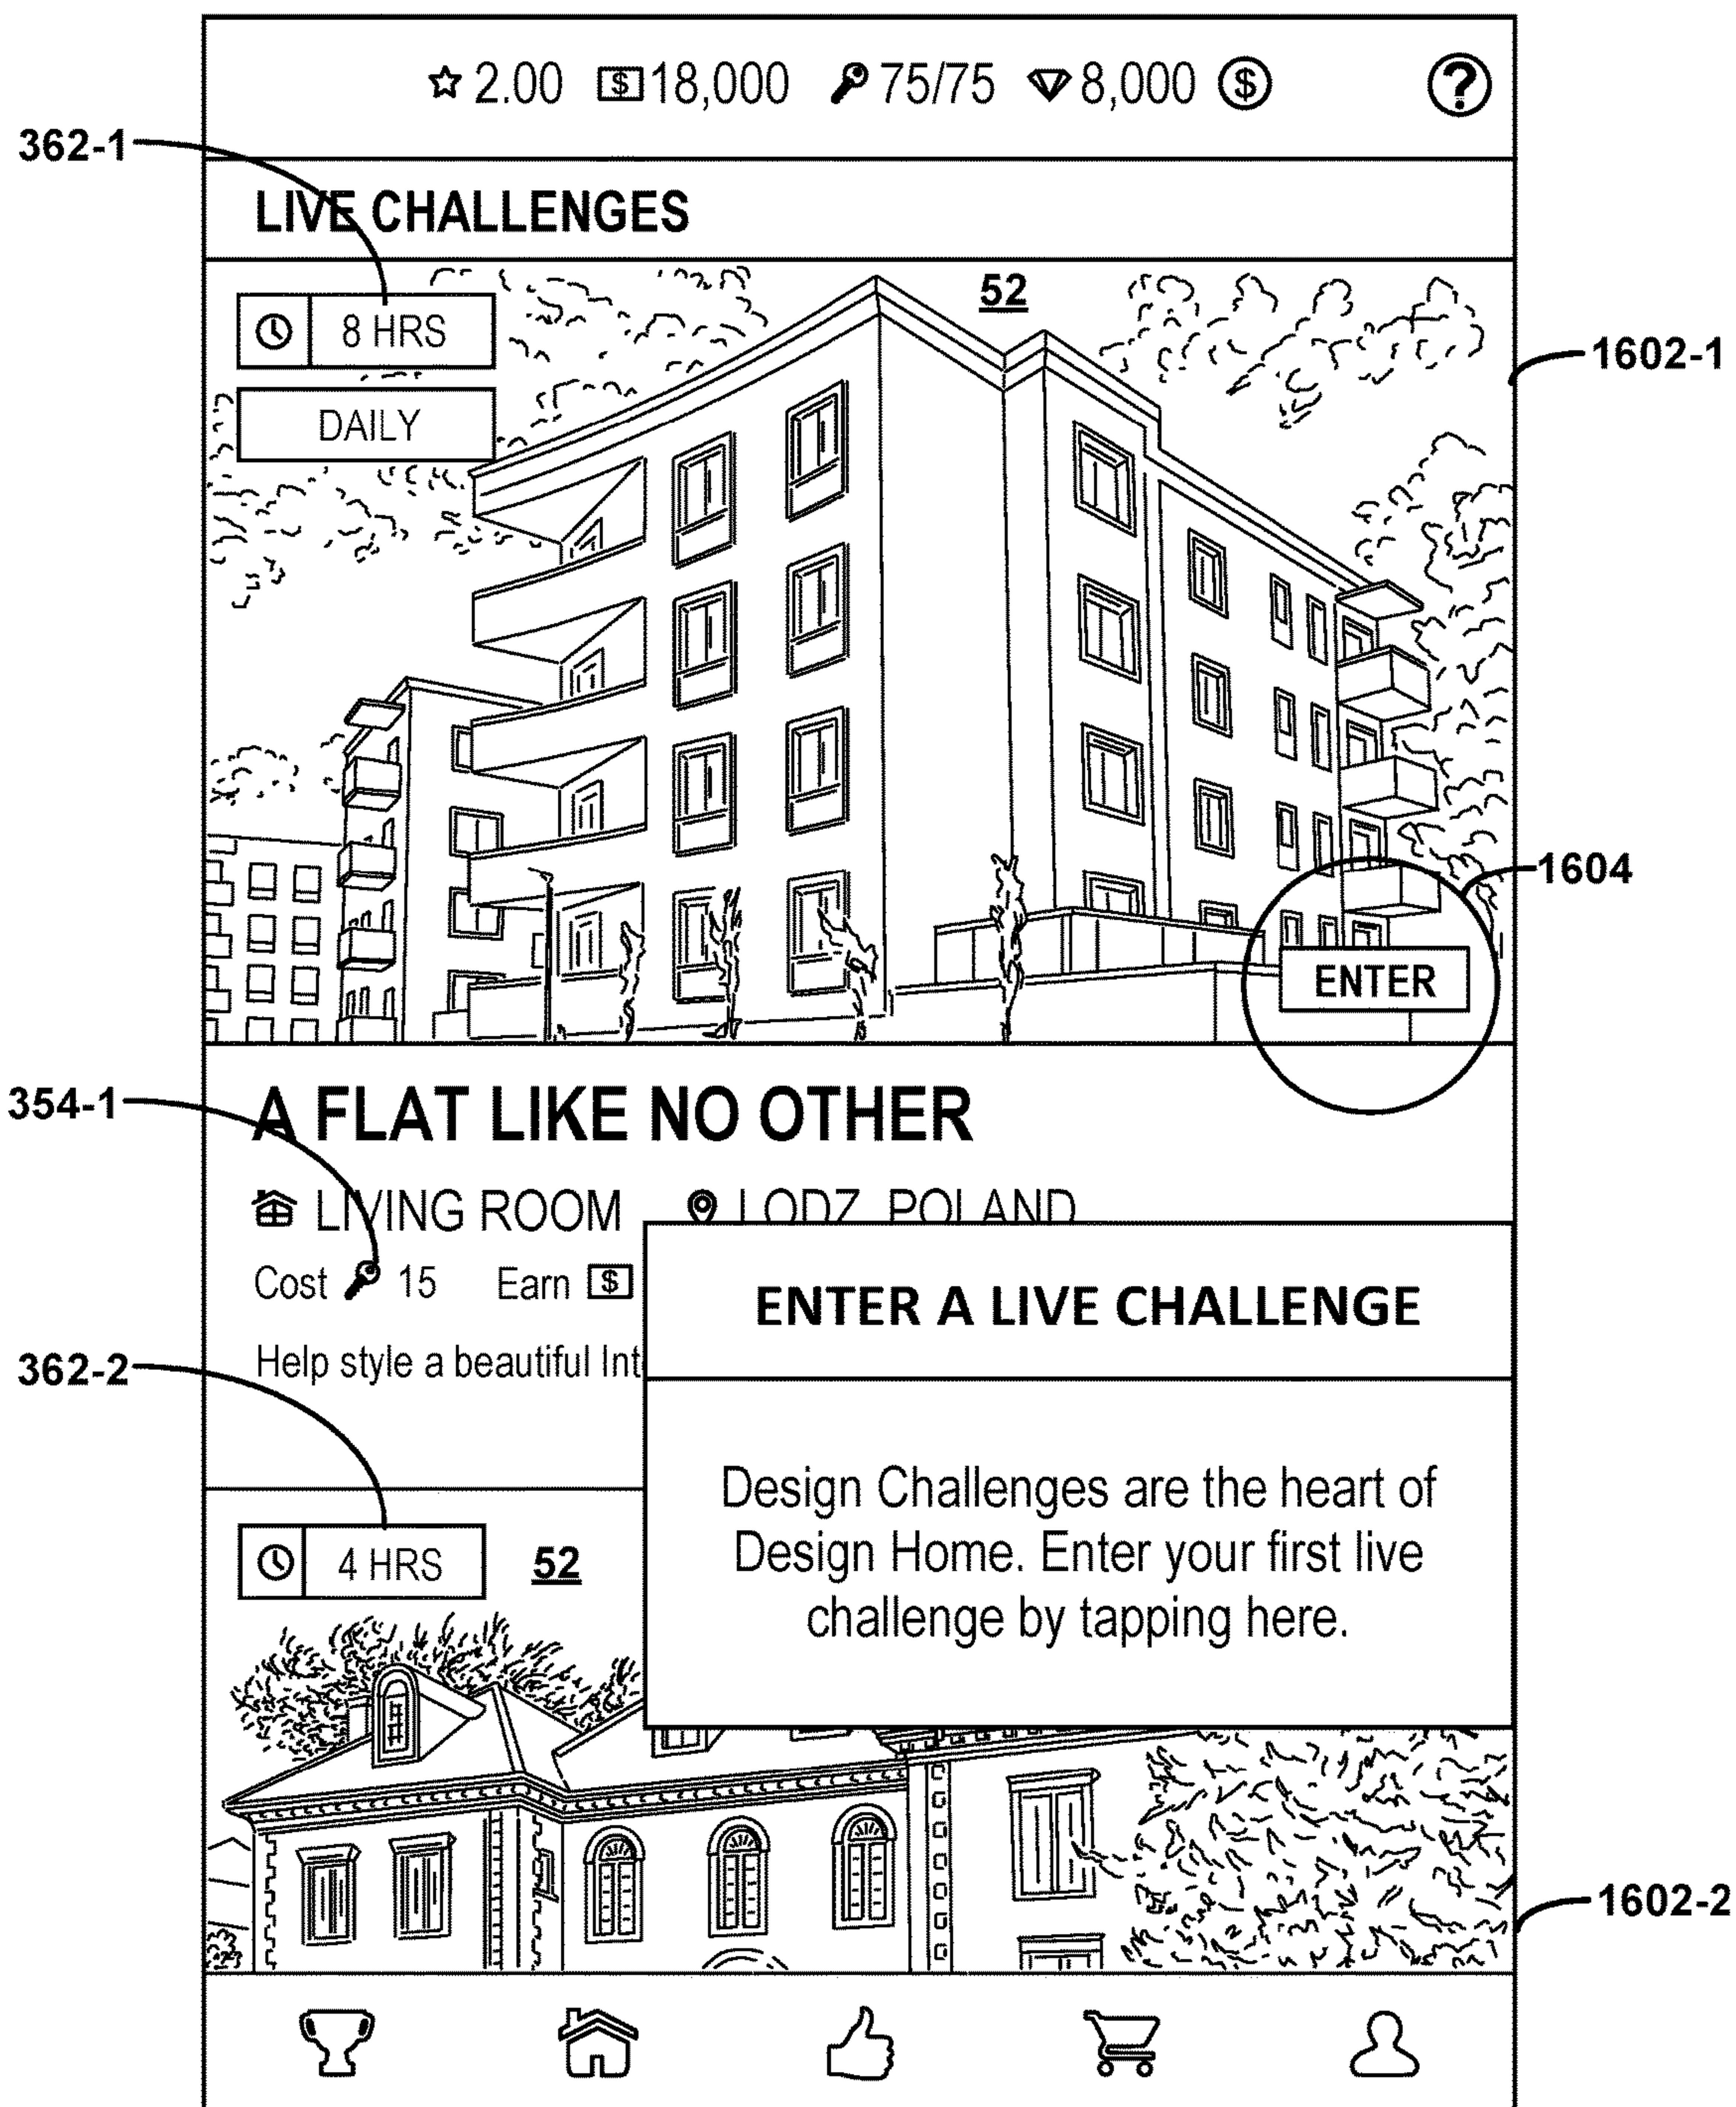 2.00 $ 18,000 75/75 8,000 $ ?
362-1
LIVE CHALLENGES
52
8 HRS
1602-1
DAILY
1604
ENTER
A FLAT LIKE NO OTHER
354-1
LIVING ROOM LODZ, POLAND
Cost 15 Earn $
Help style a beautiful
362-2
ENTER A LIVE CHALLENGE
Design Challenges are the heart of
Design Home. Enter your first live
challenge by tapping here.
4 HRS
52
1602-2